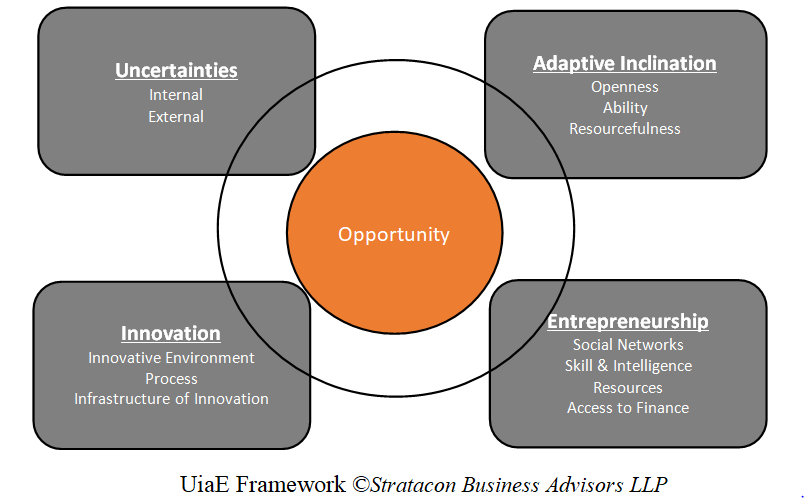 Uncertainties
Internal
External
Adaptive Inclination
Openness
Ability
Resourcefulness
Opportunity
Innovation
Innovative Environment
Process
Infrastructure of Innovation
Entrepreneurship
Social Networks
Skill & Intelligence
Resources
Access to Finance
UiaE Framework ©Stratacon Business Advisors LLP